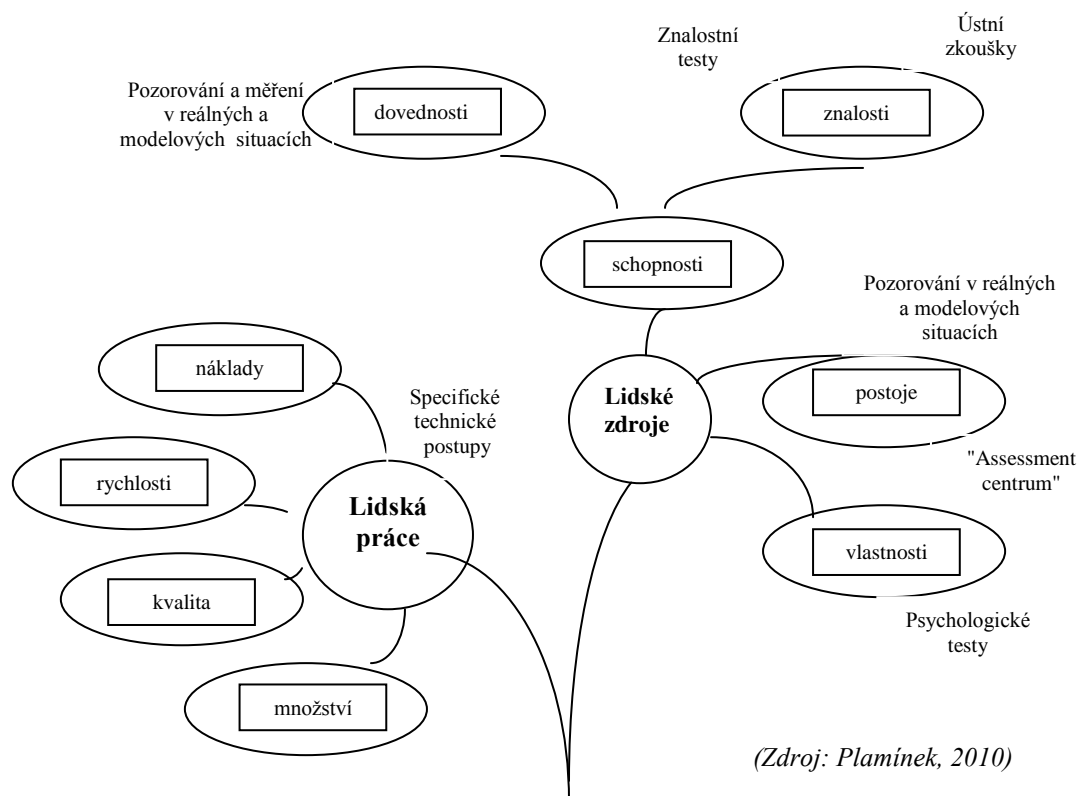 Znalostní
testy
Ústní
zkoušky
Pozorování a měření
v reálných a
modelových situacích
dovednosti
znalosti
schopnosti
Pozorování v reálných
a modelových
situacích
náklady
Specifické
technické
postupy
Lidské
zdroje
postoje
rychlosti
"Assessment
centrum"
Lidská
práce
vlastnosti
kvalita
Psychologické
testy
množství
(Zdroj: Plamínek, 2010)